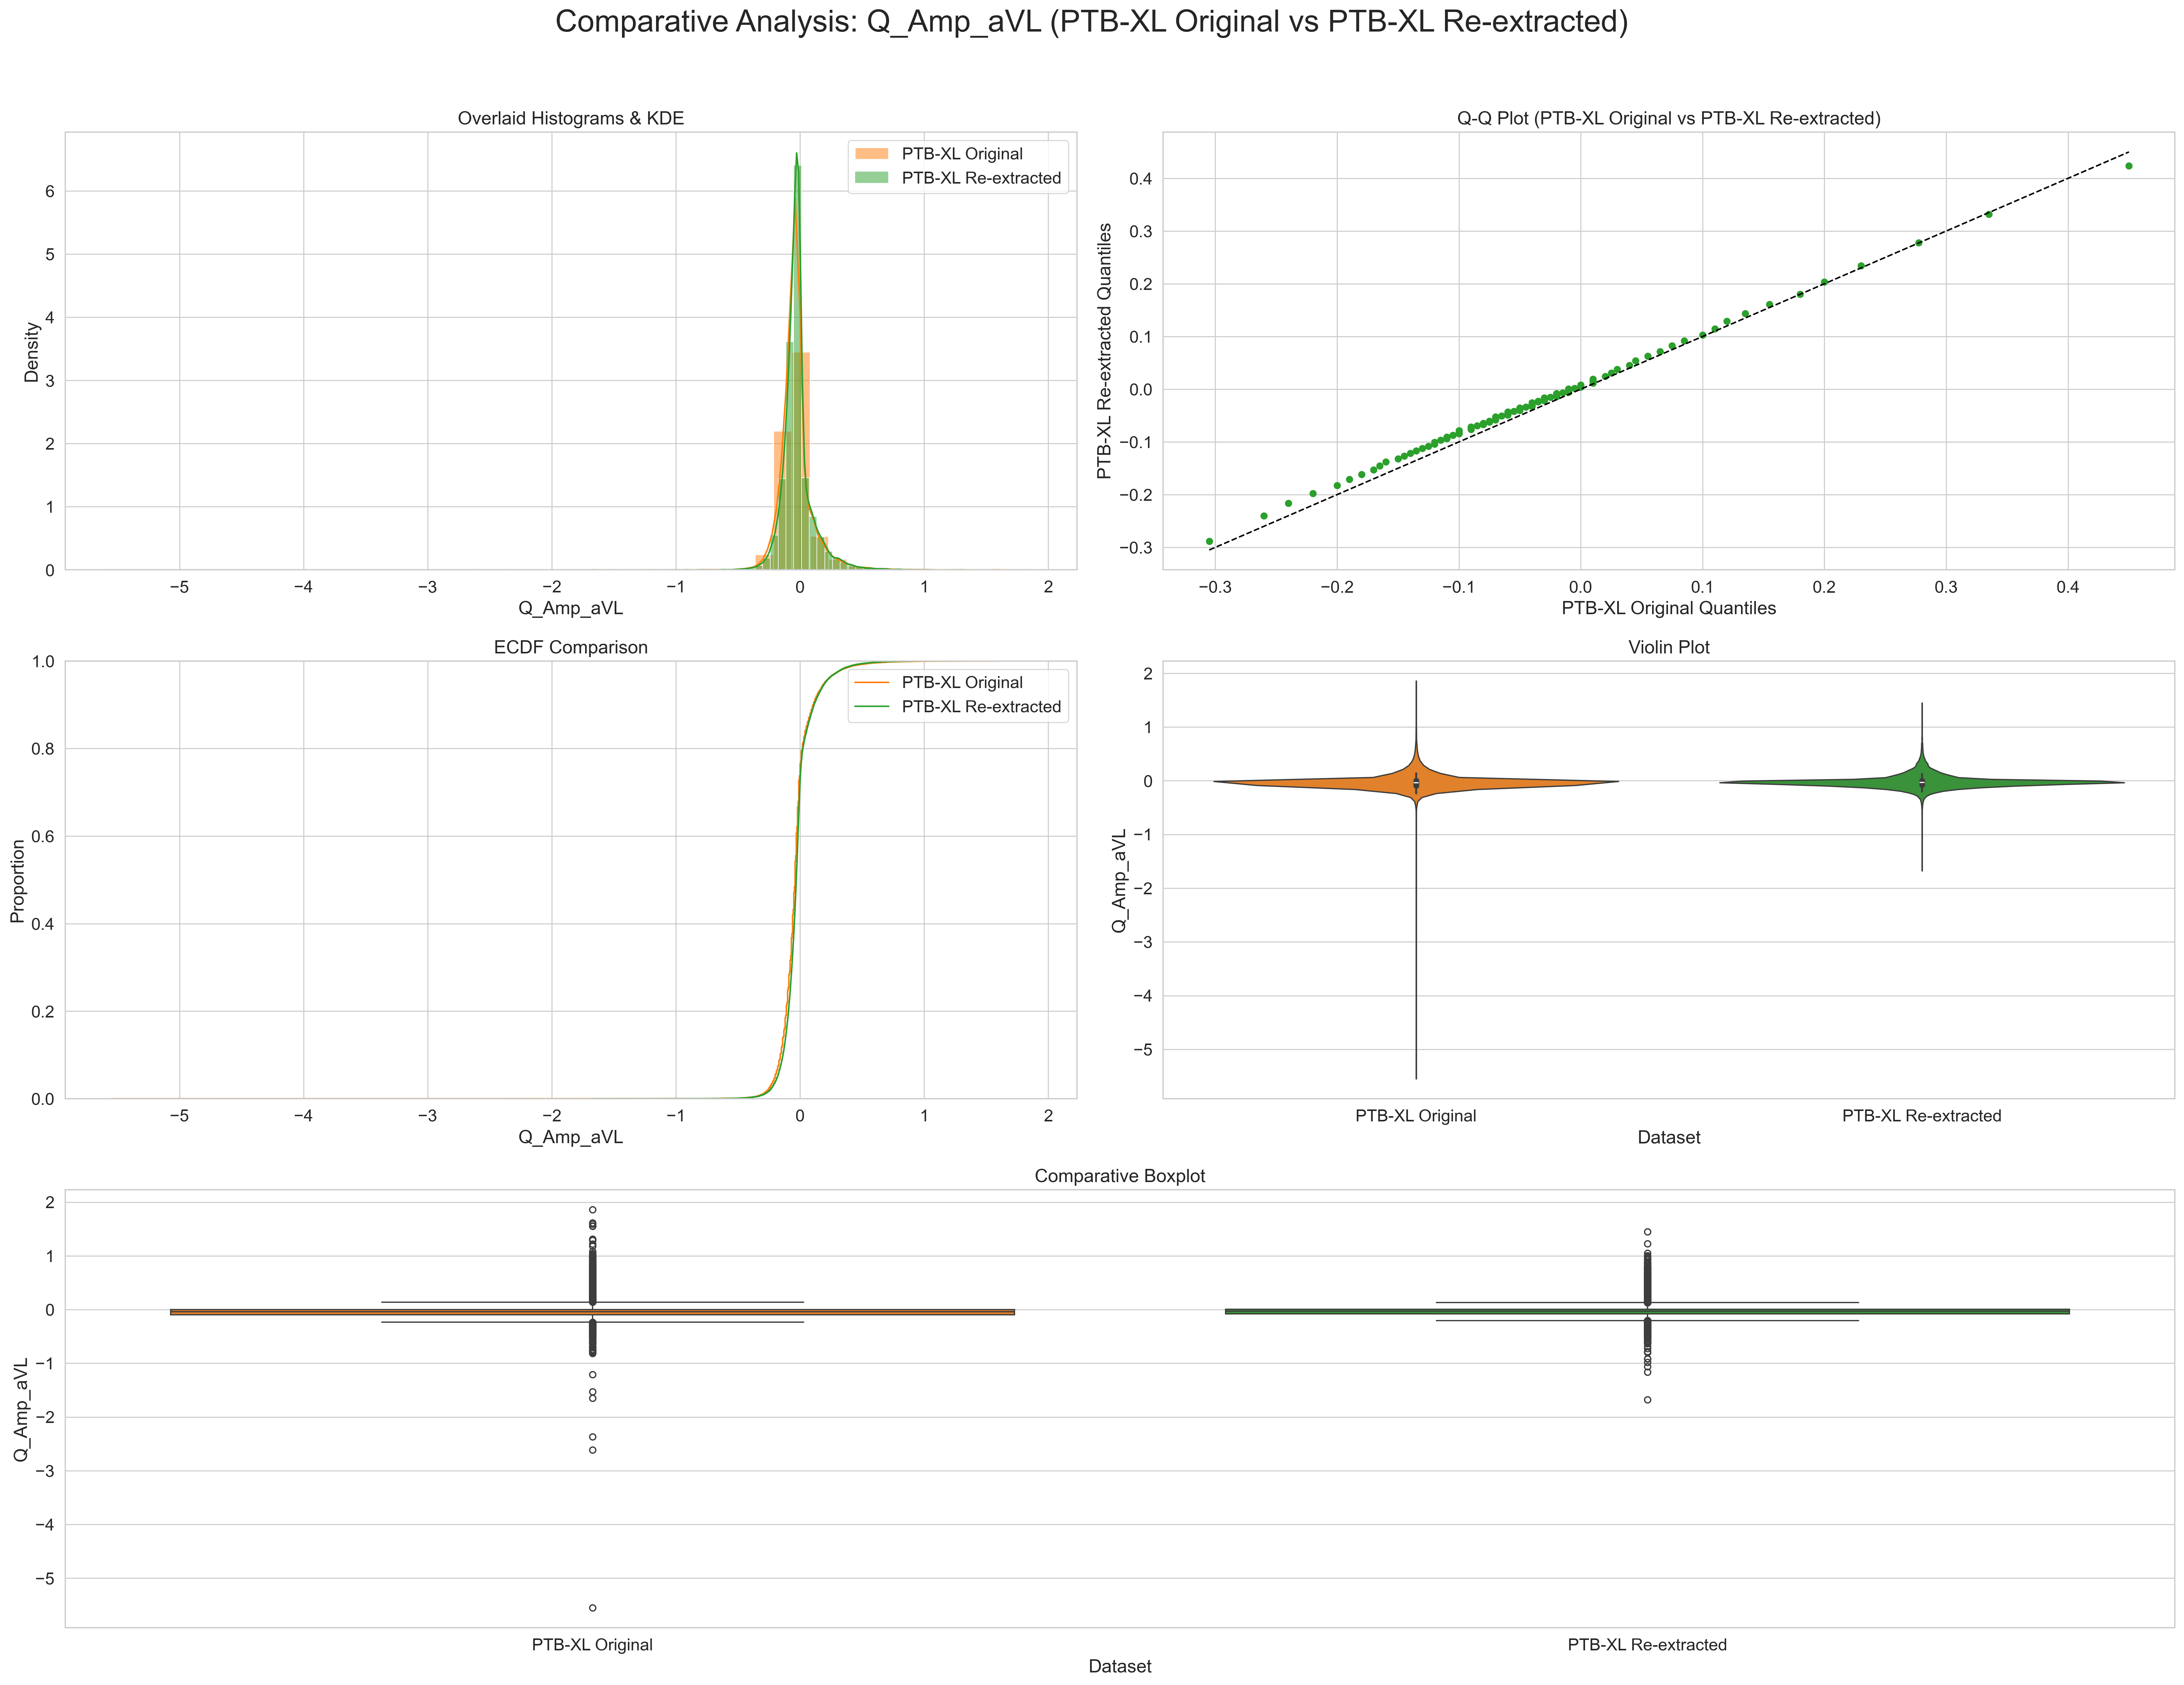 Comparative Analysis: Q_Amp_aVL (PTB-XL Original vs PTB-XL Re-extracted)
Overlaid Histograms & KDE
PTB-XL Original
PTB-XL Re-extracted
Density
6
5
4
3
2
1
0
−5 −4 −3 −2 −1 0 1 2
Q_Amp_aVL
Q-Q Plot (PTB-XL Original vs PTB-XL Re-extracted)
PTB-XL Re-extracted Quantiles
0.4
0.3
0.2
0.1
0.0
−0.1
−0.2
−0.3
−0.3 −0.2 −0.1 0.0 0.1 0.2 0.3 0.4
PTB-XL Original Quantiles
ECDF Comparison
PTB-XL Original
PTB-XL Re-extracted
Proportion
1.0
0.8
0.6
0.4
0.2
0.0
−5 −4 −3 −2 −1 0 1 2
Q_Amp_aVL
Violin Plot
Q_Amp_aVL
2
1
0
−1
−2
−3
−4
−5
PTB-XL Original PTB-XL Re-extracted
Dataset
Comparative Boxplot
Q_Amp_aVL
2
1
0
−1
−2
−3
−4
−5
PTB-XL Original PTB-XL Re-extracted
Dataset